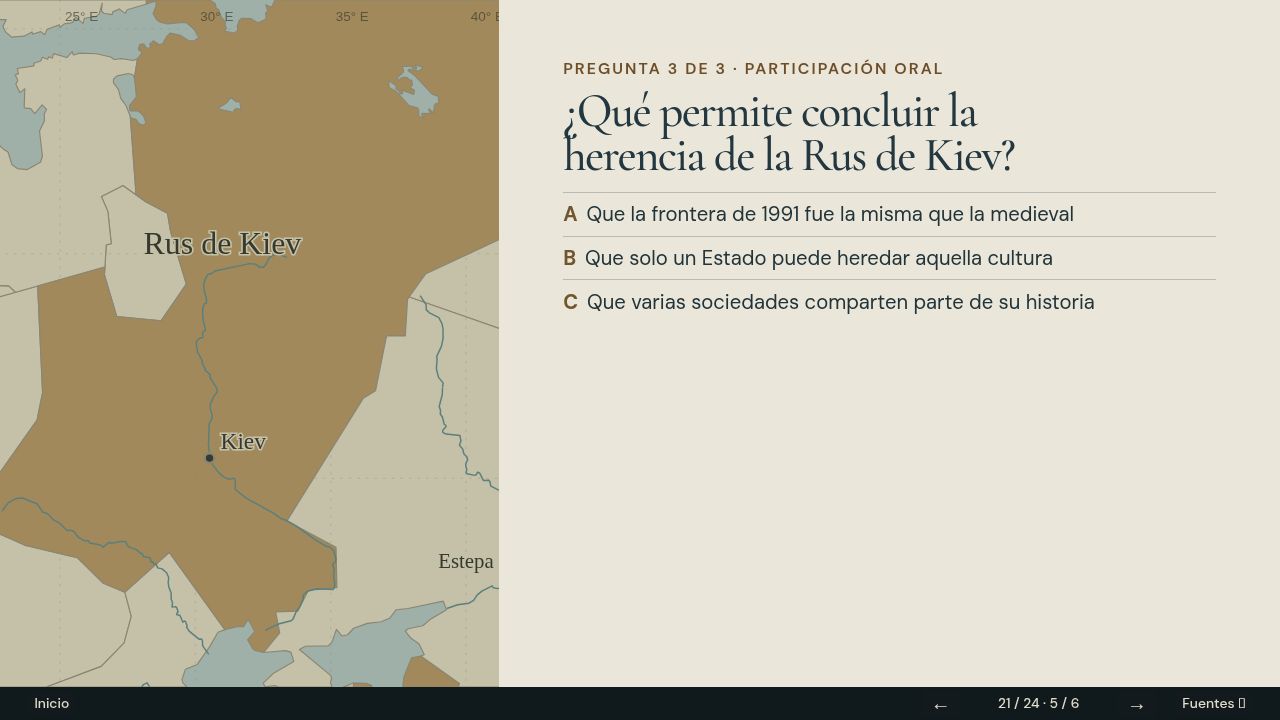 25° E
30° E
35° E
40° E
Rus de Kiev
Kiev
Estepa
PREGUNTA 3 DE 3 · PARTICIPACIÓN ORAL
¿Qué permite concluir la
herencia de la Rus de Kiev?
A Que la frontera de 1991 fue la misma que la medieval
B Que solo un Estado puede heredar aquella cultura
C Que varias sociedades comparten parte de su historia
Inicio
← 21 / 24 · 5 / 6 → Fuentes